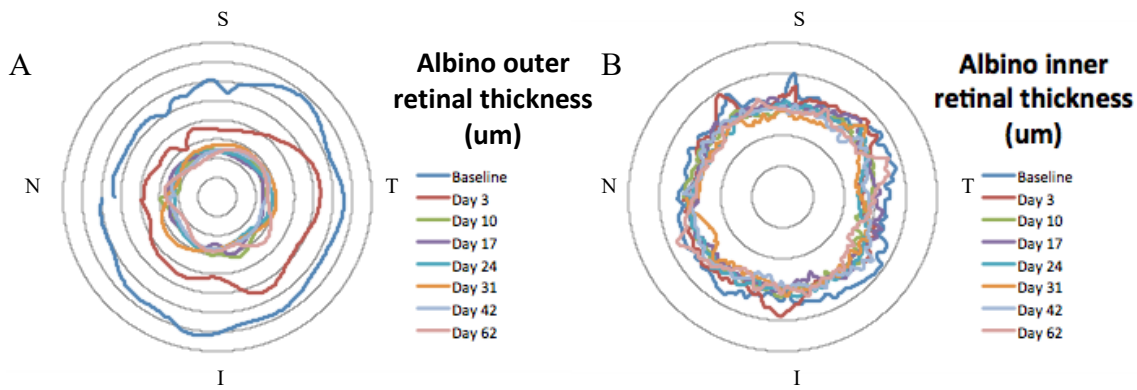 S
A
Albino outer
retinal thickness
(um)
N
T
I
Baseline
Day 3
Day 10
Day 17
Day 24
Day 31
Day 42
Day 62
S
B
Albino inner
retinal thickness
(um)
N
T
I
Baseline
Day 3
Day 10
Day 17
Day 24
Day 31
Day 42
Day 62